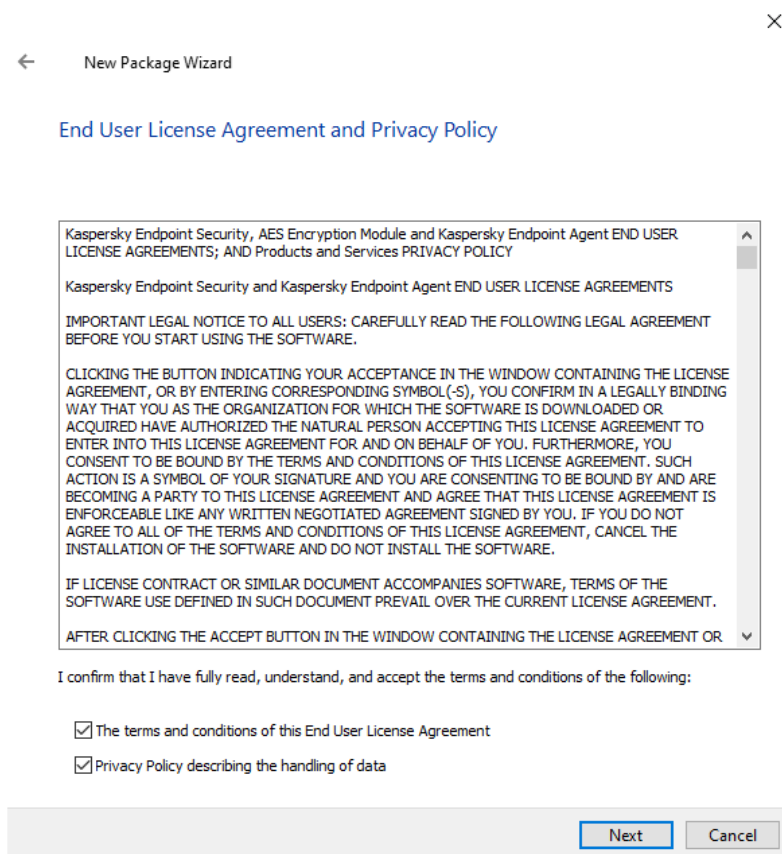 New Package Wizard
End User License Agreement and Privacy Policy
Kaspersky Endpoint Security, AES Encryption Module and Kaspersky Endpoint Agent END USER
LICENSE AGREEMENTS; AND Products and Services PRIVACY POLICY
Kaspersky Endpoint Security and Kaspersky Endpoint Agent END USER LICENSE AGREEMENTS
IMPORTANT LEGAL NOTICE TO ALL USERS: CAREFULLY READ THE FOLLOWING LEGAL AGREEMENT
BEFORE YOU START USING THE SOFTWARE.
CLICKING THE BUTTON INDICATING YOUR ACCEPTANCE IN THE WINDOW CONTAINING THE LICENSE
AGREEMENT, OR BY ENTERING CORRESPONDING SYMBOL(-S), YOU CONFIRM IN A LEGALLY BINDING
WAY THAT YOU AS THE ORGANIZATION FOR WHICH THE SOFTWARE IS DOWNLOADED OR
ACQUIRED HAVE AUTHORIZED THE NATURAL PERSON ACCEPTING THIS LICENSE AGREEMENT TO
ENTER INTO THIS LICENSE AGREEMENT FOR AND ON BEHALF OF YOU. FURTHERMORE, YOU
CONSENT TO BE BOUND BY THE TERMS AND CONDITIONS OF THIS LICENSE AGREEMENT. SUCH
ACTION IS A SYMBOL OF YOUR SIGNATURE AND YOU ARE CONSENTING TO BE BOUND BY AND ARE
BECOMING A PARTY TO THIS LICENSE AGREEMENT AND AGREE THAT THIS LICENSE AGREEMENT IS
ENFORCEABLE LIKE ANY WRITTEN NEGOTIATED AGREEMENT SIGNED BY YOU. IF YOU DO NOT
AGREE TO ALL OF THE TERMS AND CONDITIONS OF THIS LICENSE AGREEMENT, CANCEL THE
INSTALLATION OF THE SOFTWARE AND DO NOT INSTALL THE SOFTWARE.
IF LICENSE CONTRACT OR SIMILAR DOCUMENT ACCOMPANIES SOFTWARE, TERMS OF THE
SOFTWARE USE DEFINED IN SUCH DOCUMENT PREVAIL OVER THE CURRENT LICENSE AGREEMENT.
AFTER CLICKING THE ACCEPT BUTTON IN THE WINDOW CONTAINING THE LICENSE AGREEMENT OR
I confirm that I have fully read, understand, and accept the terms and conditions of the following:
The terms and conditions of this End User License Agreement
Privacy Policy describing the handling of data
Next
Cancel